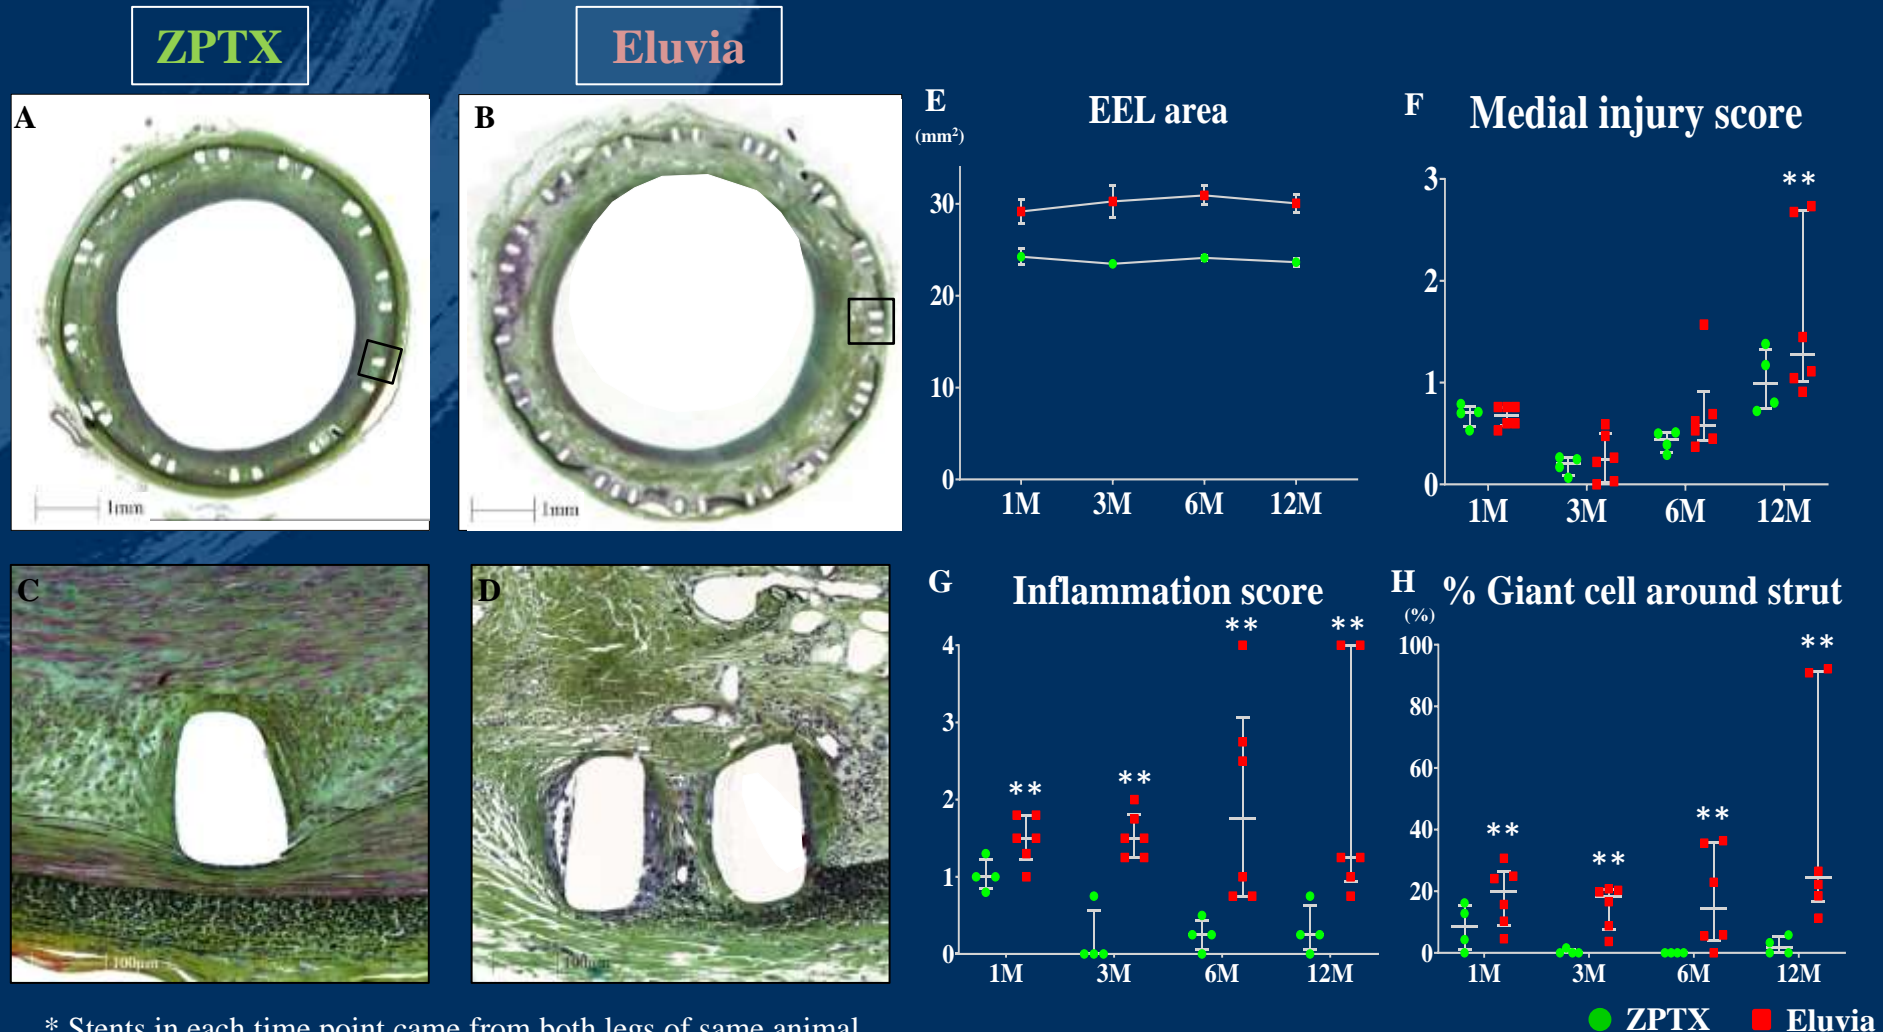 ZPTX
Eluvia
A
1mm
B
1mm
C
100μm
D
100μm
E
EEL area
(mm²)
30
20
10
0
1M 3M 6M 12M
F
Medial injury score
**
3
2
1
0
1M 3M 6M 12M
G
Inflammation score
** ** ** **
4
3
2
1
0
1M 3M 6M 12M
H
% Giant cell around strut
(%)
** ** ** **
100
80
60
40
20
0
1M 3M 6M 12M
* Stents in each time point came from both legs of same animal
ZPTX Eluvia